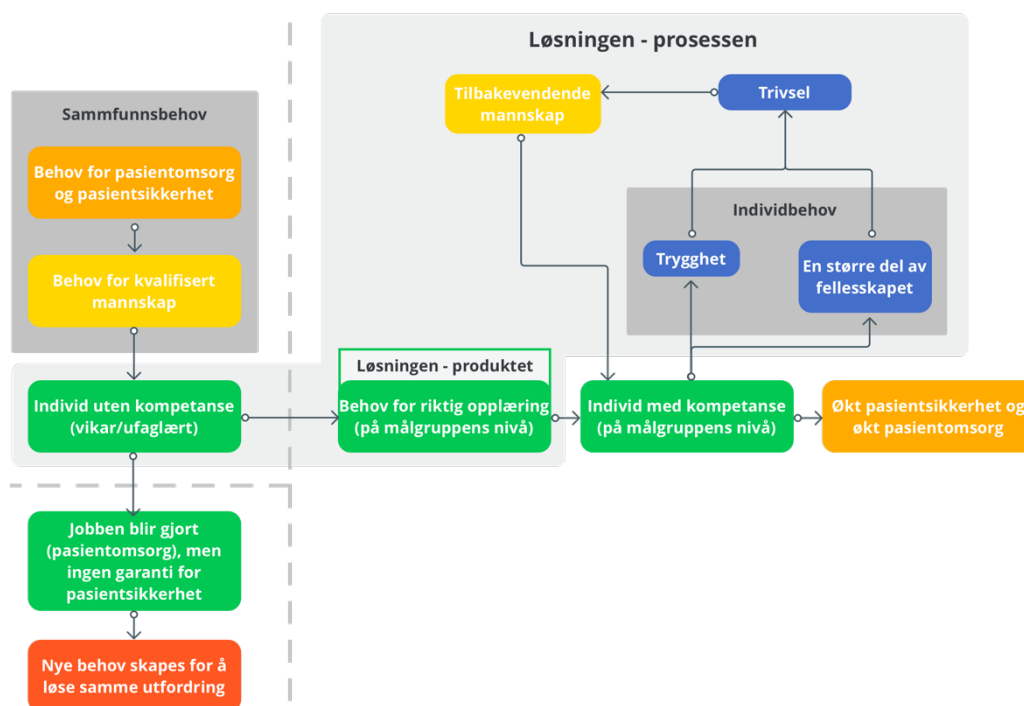 Løsningen - prosessen
Tilbakevendende
mannskap
Trivsel
Sammfunnsbehov
Behov for pasientomsorg
og pasientsikkerhet
Behov for kvalifisert
mannskap
Individbehov
Trygghet
En større del av
fellesskapet
Løsningen - produktet
Individ uten kompetanse
(vikar/ufaglært)
Behov for riktig opplæring
(på målgruppens nivå)
Individ med kompetanse
(på målgruppens nivå)
Økt pasientsikkerhet og
økt pasientomsorg
Jobben blir gjort
(pasientomsorg), men
ingen garanti for
pasientsikkerhet
Nye behov skapes for å
løse samme utfordring